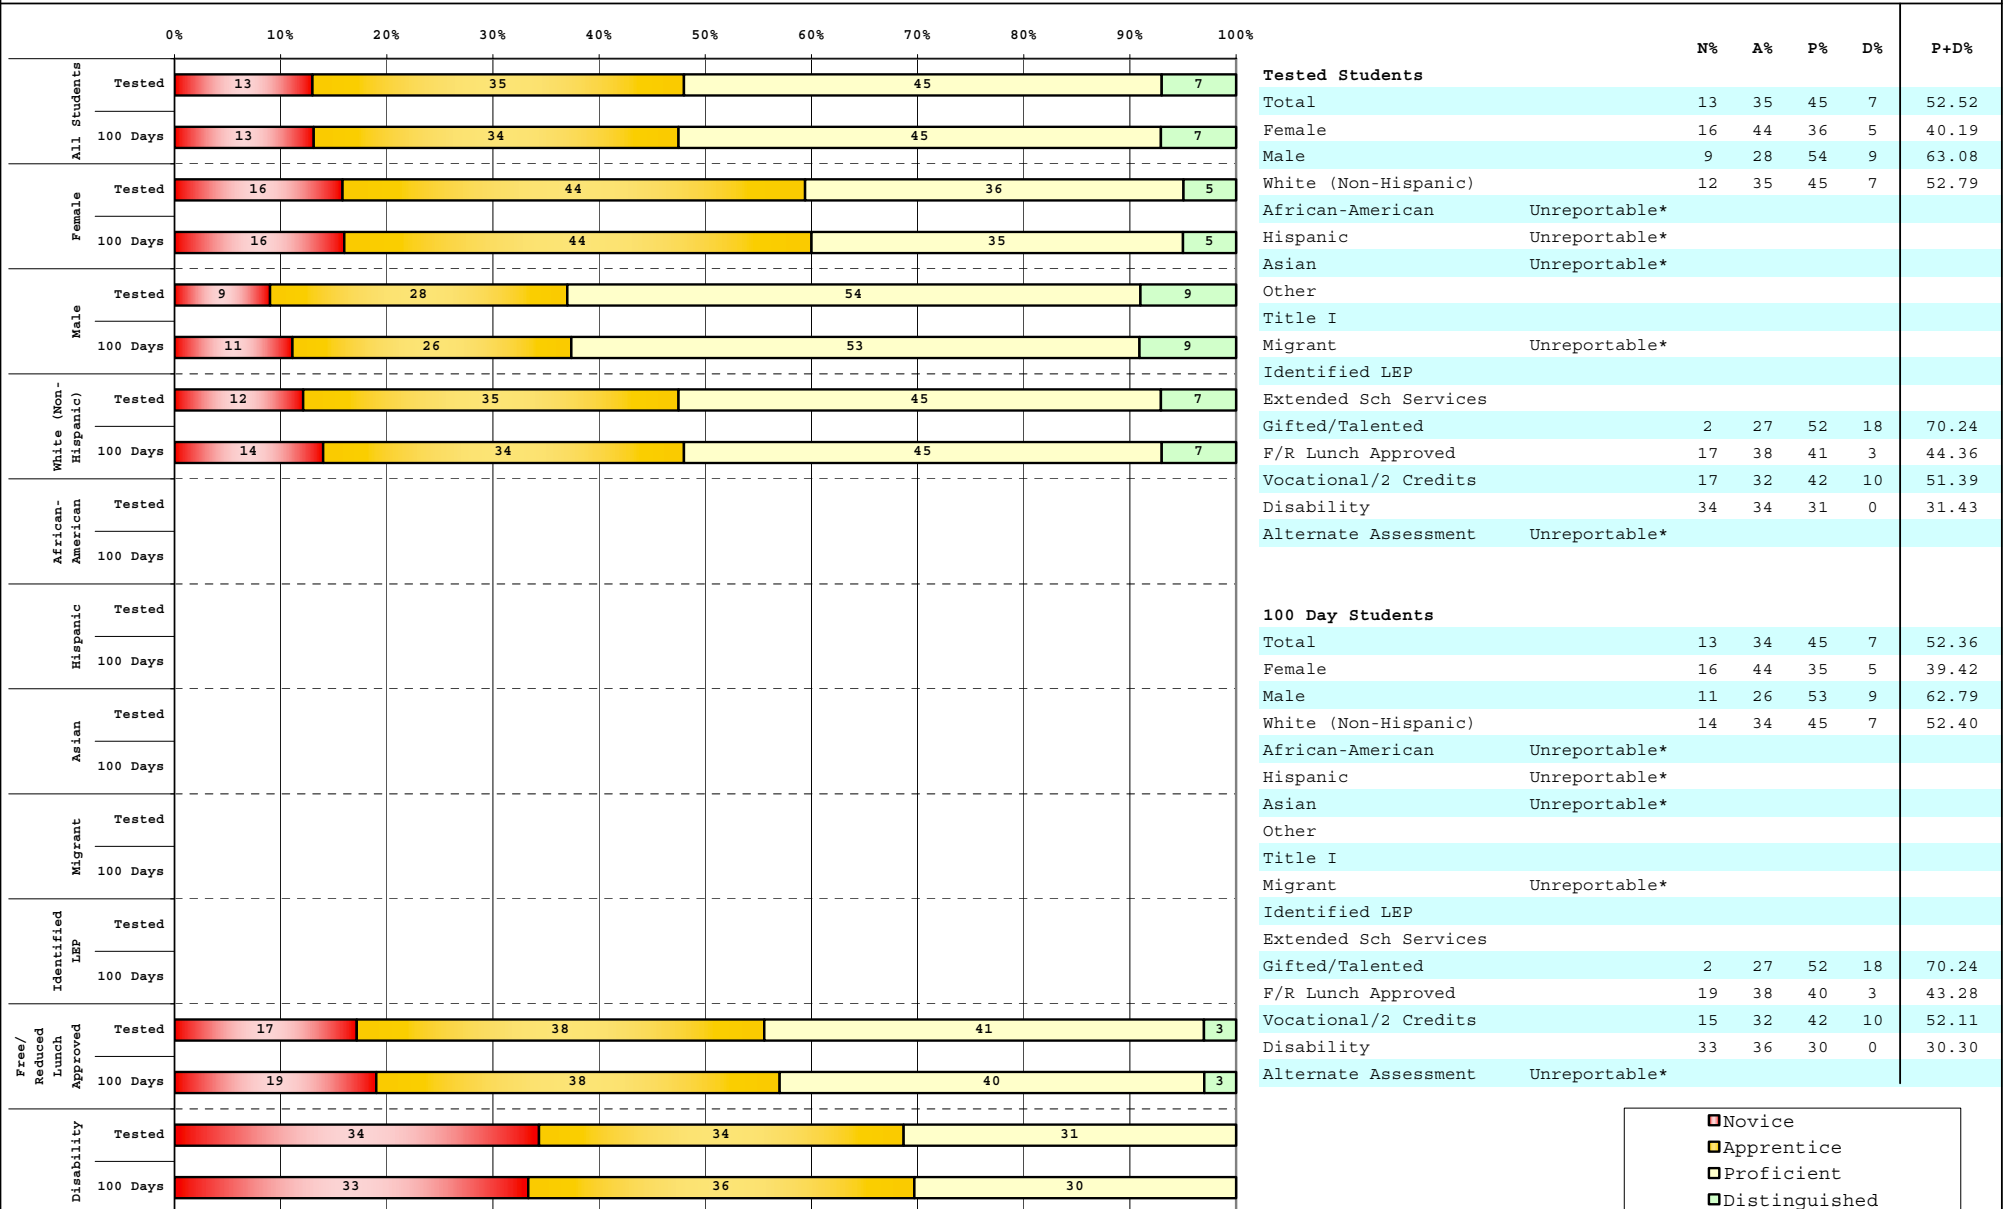 0% 10% 20% 30% 40% 50% 60% 70% 80% 90% 100%
All Students
Tested 13 35 45 7
100 Days 13 34 45 7
Female
Tested 16 44 36 5
100 Days 16 44 35 5
Male
Tested 9 28 54 9
100 Days 11 26 53 9
White (Non-
Hispanic)
Tested 12 35 45 7
100 Days 14 34 45 7
African-
American
Tested
100 Days
Hispanic
Tested
100 Days
Asian
Tested
100 Days
Migrant
Tested
100 Days
Identified
LEP
Tested
100 Days
Free/
Reduced
Lunch
Approved
Tested 17 38 41 3
100 Days 19 38 40 3
Disability
Tested 34 34 31
100 Days 33 36 30
N% A% P% D% P+D%
Tested Students
Total 13 35 45 7 52.52
Female 16 44 36 5 40.19
Male 9 28 54 9 63.08
White (Non-Hispanic) 12 35 45 7 52.79
African-American Unreportable*
Hispanic Unreportable*
Asian Unreportable*
Other
Title I
Migrant Unreportable*
Identified LEP
Extended Sch Services
Gifted/Talented 2 27 52 18 70.24
F/R Lunch Approved 17 38 41 3 44.36
Vocational/2 Credits 17 32 42 10 51.39
Disability 34 34 31 0 31.43
Alternate Assessment Unreportable*
100 Day Students
Total 13 34 45 7 52.36
Female 16 44 35 5 39.42
Male 11 26 53 9 62.79
White (Non-Hispanic) 14 34 45 7 52.40
African-American Unreportable*
Hispanic Unreportable*
Asian Unreportable*
Other
Title I
Migrant Unreportable*
Identified LEP
Extended Sch Services
Gifted/Talented 2 27 52 18 70.24
F/R Lunch Approved 19 38 40 3 43.28
Vocational/2 Credits 15 32 42 10 52.11
Disability 33 36 30 0 30.30
Alternate Assessment Unreportable*
Novice
Apprentice
Proficient
Distinguished